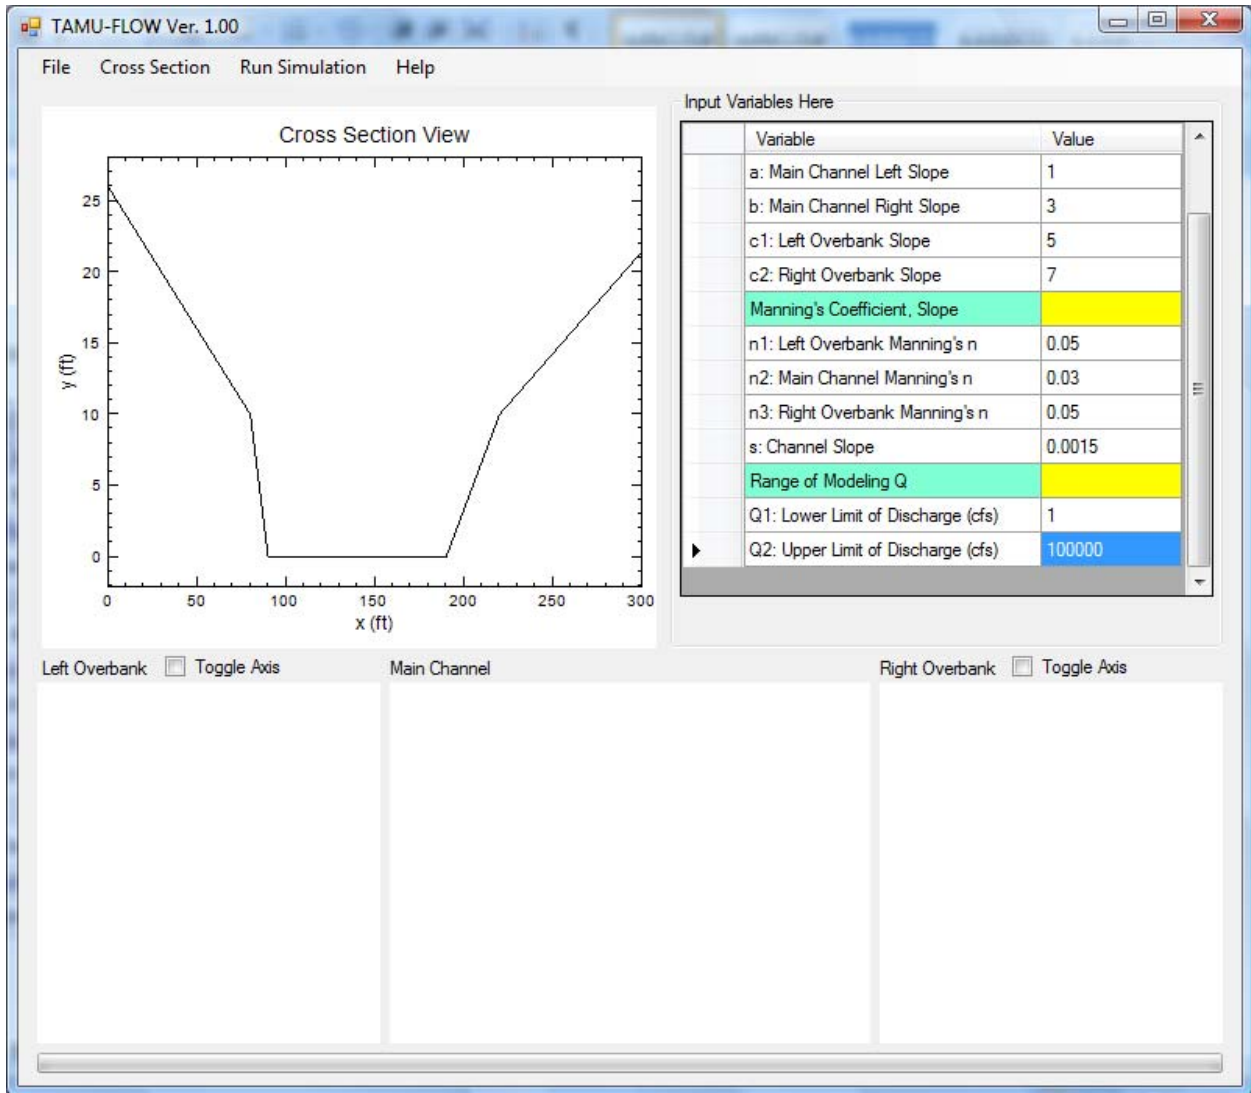 TAMU-FLOW Ver. 1.00
File Cross Section Run Simulation Help
Cross Section View
25
20
15
10
5
0
y (ft)
0 50 100 150 200 250 300
x (ft)
Input Variables Here
Variable Value
a: Main Channel Left Slope 1
b: Main Channel Right Slope 3
c1: Left Overbank Slope 5
c2: Right Overbank Slope 7
Manning's Coefficient, Slope
n1: Left Overbank Manning's n 0.05
n2: Main Channel Manning's n 0.03
n3: Right Overbank Manning's n 0.05
s: Channel Slope 0.0015
Range of Modeling Q
Q1: Lower Limit of Discharge (cfs) 1
Q2: Upper Limit of Discharge (cfs) 100000
Left Overbank Toggle Axis Main Channel Right Overbank Toggle Axis